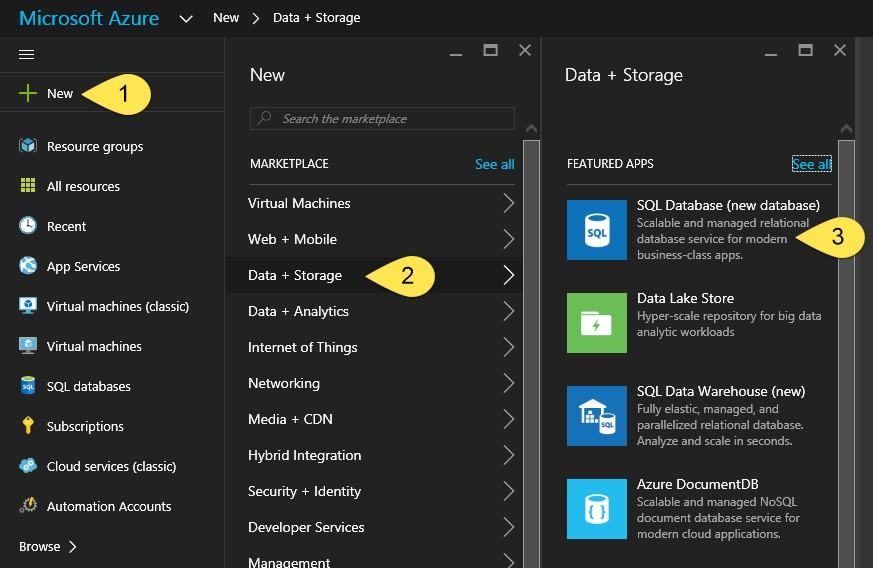 Microsoft Azure New > Data + Storage
New
1
Resource groups
All resources
Recent
App Services
Virtual machines (classic)
Virtual machines
SQL databases
Subscriptions
Cloud services (classic)
Automation Accounts
Browse >
New
Search the marketplace
MARKETPLACE See all
Virtual Machines
Web + Mobile
Data + Storage
2
Data + Analytics
Internet of Things
Networking
Media + CDN
Hybrid Integration
Security + Identity
Developer Services
Management
Data + Storage
FEATURED APPS See all
SQL
SQL Database (new database)
Scalable and managed relational
database service for modern
business-class apps.
3
Data Lake Store
Hyper-scale repository for big data
analytic workloads
SQL
SQL Data Warehouse (new)
Fully elastic, managed, and
parallelized relational database.
Analyze and scale in seconds.
{ }
Azure DocumentDB
Scalable and managed NoSQL
document database service for
modern cloud applications.